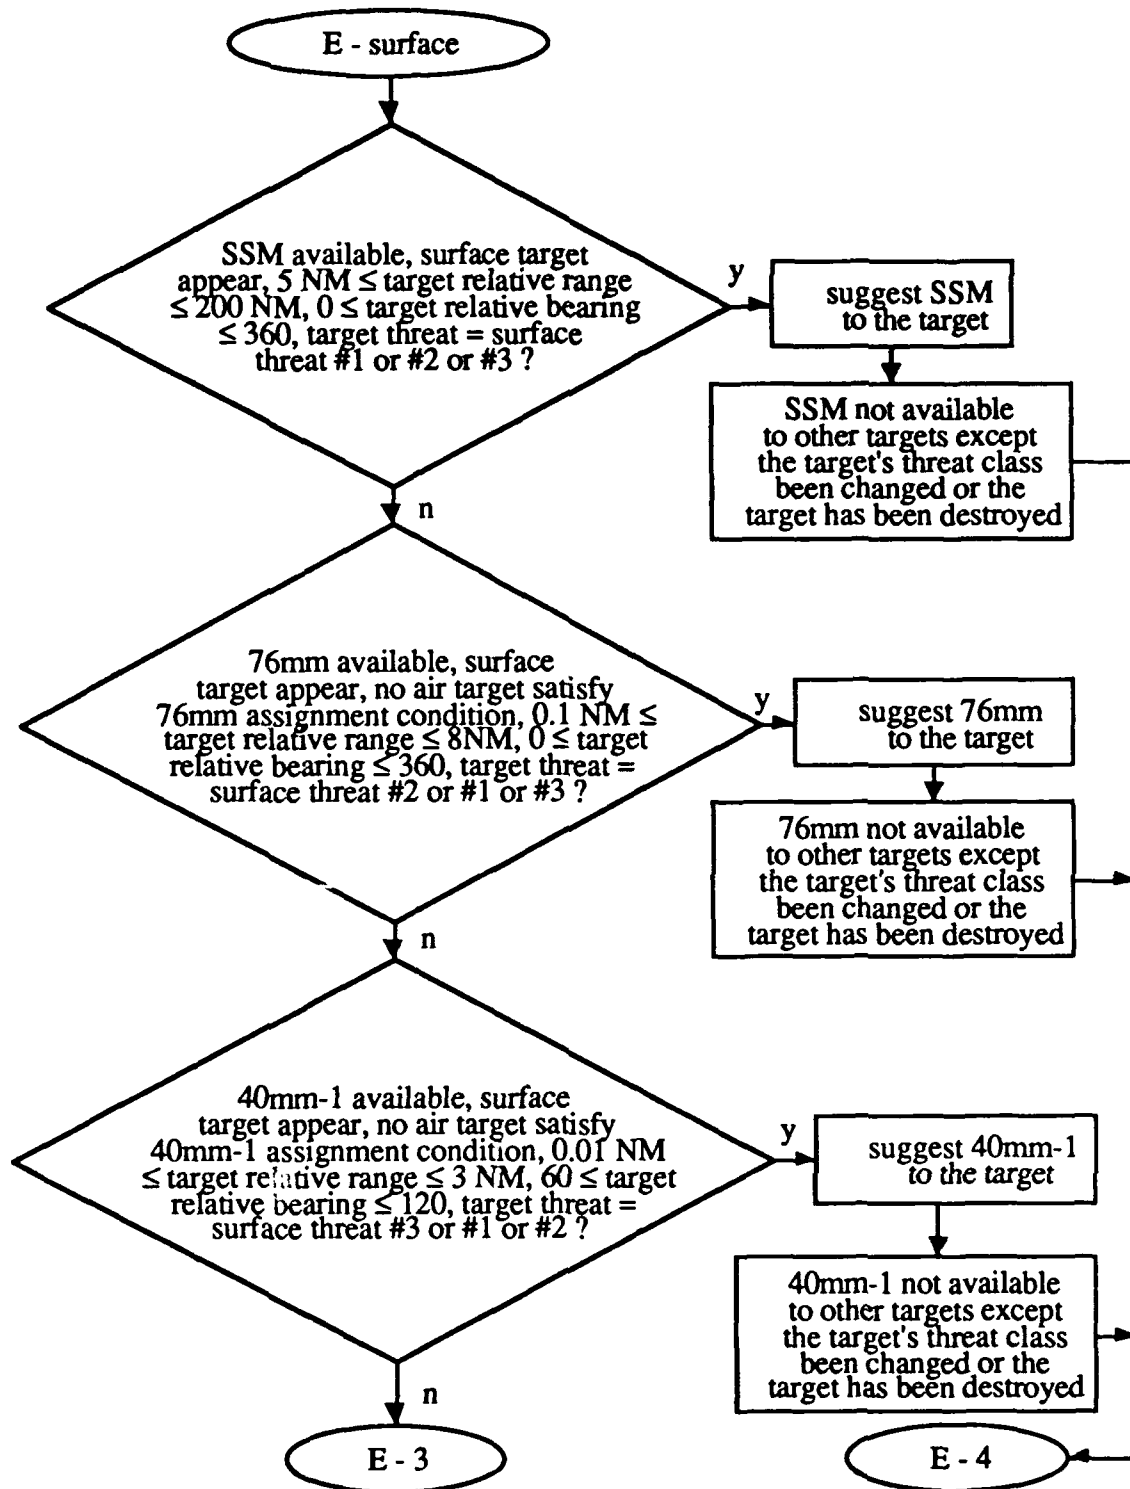 E - surface
SSM available, surface target
appear, 5 NM ≤ target relative range
≤ 200 NM, 0 ≤ target relative bearing
≤ 360, target threat = surface
threat #1 or #2 or #3 ?
y
suggest SSM
to the target
SSM not available
to other targets except
the target's threat class
been changed or the
target has been destroyed
n
76mm available, surface
target appear, no air target satisfy
76mm assignment condition, 0.1 NM ≤
target relative range ≤ 8NM, 0 ≤ target
relative bearing ≤ 360, target threat =
surface threat #2 or #1 or #3 ?
y
suggest 76mm
to the target
76mm not available
to other targets except
the target's threat class
been changed or the
target has been destroyed
n
40mm-1 available, surface
target appear, no air target satisfy
40mm-1 assignment condition, 0.01 NM
≤ target relative range ≤ 3 NM, 60 ≤ target
relative bearing ≤ 120, target threat =
surface threat #3 or #1 or #2 ?
y
suggest 40mm-1
to the target
40mm-1 not available
to other targets except
the target's threat class
been changed or the
target has been destroyed
n
E - 3
E - 4